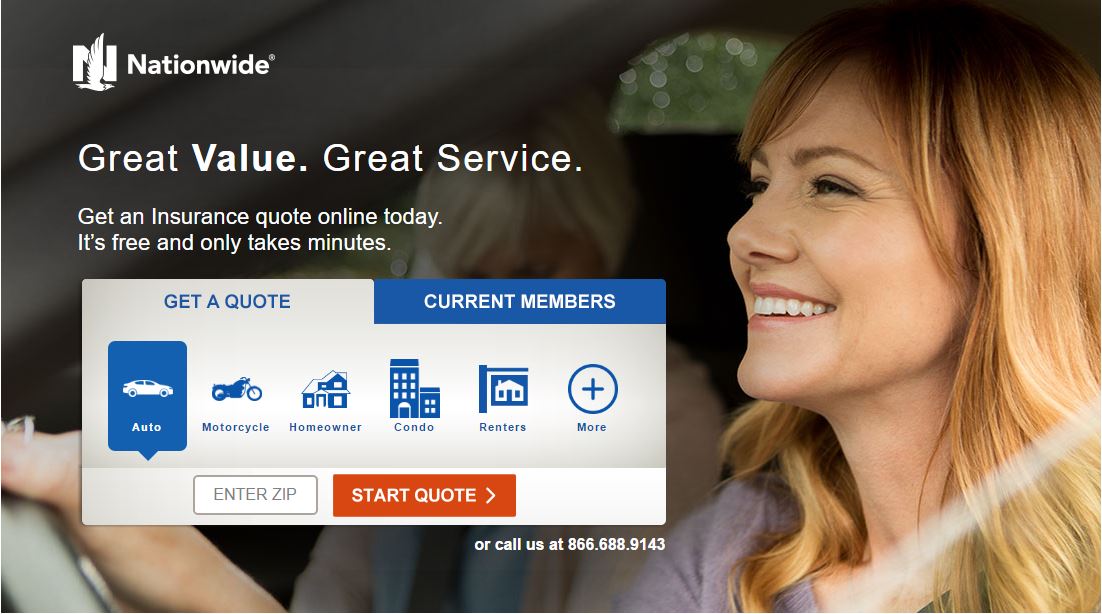 Nationwide®
Great Value. Great Service.
Get an Insurance quote online today.
It’s free and only takes minutes.
GET A QUOTE
CURRENT MEMBERS
Auto
Motorcycle
Homeowner
Condo
Renters
More
ENTER ZIP
START QUOTE
or call us at 866.688.9143